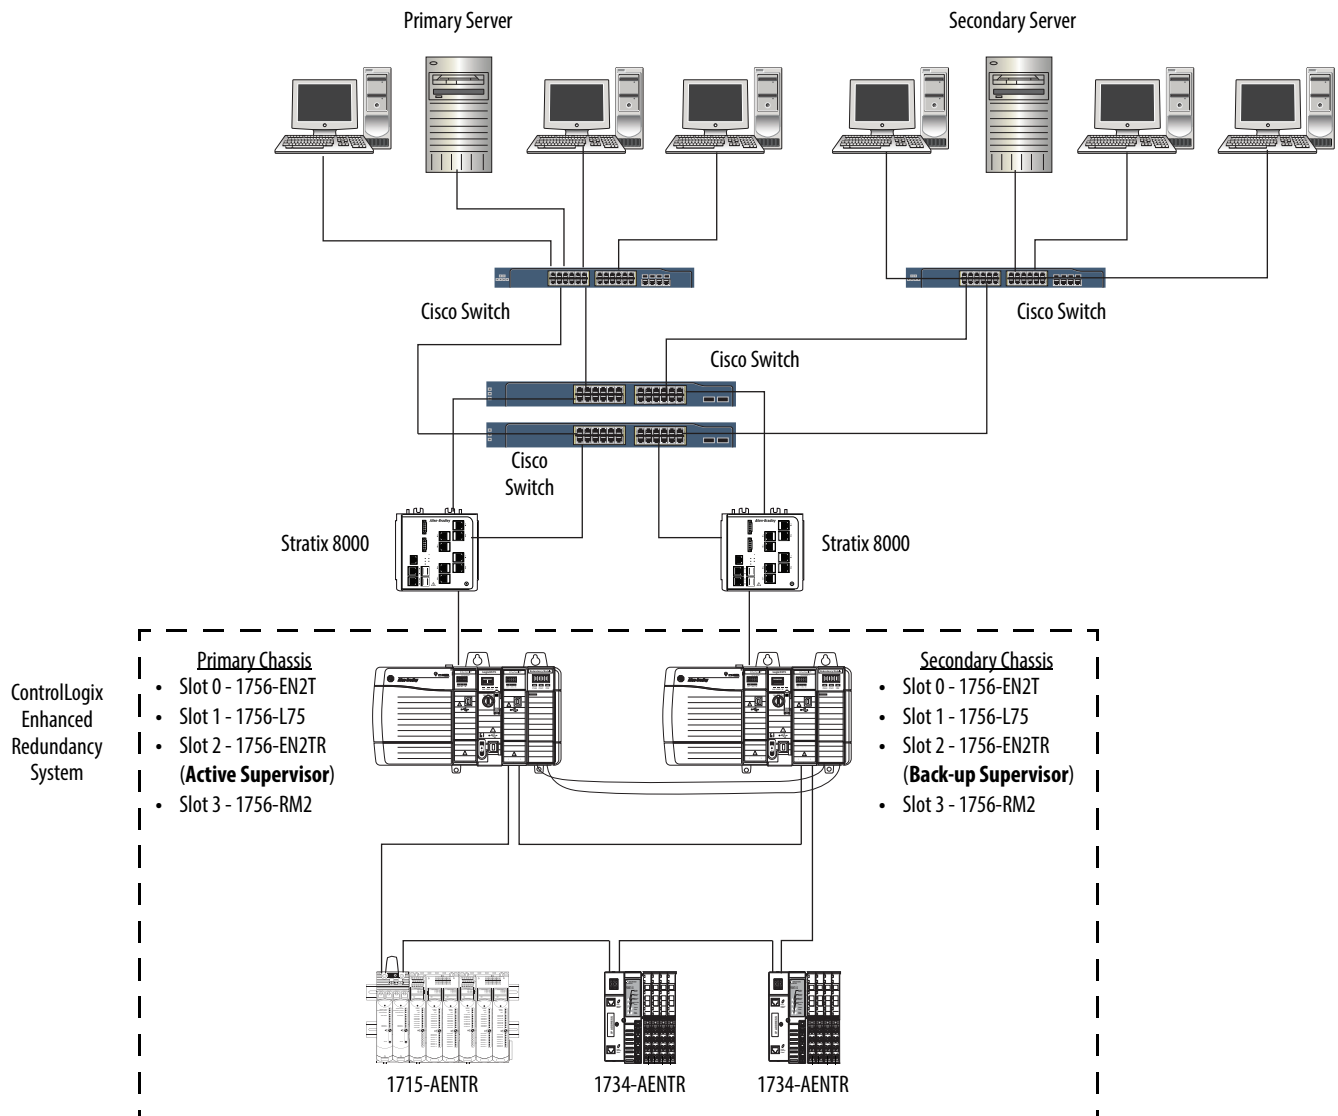 Primary Server
Secondary Server
Cisco Switch
Cisco Switch
Cisco Switch
Cisco
Switch
Stratix 8000
Stratix 8000
ControlLogix
Enhanced
Redundancy
System
Primary Chassis
• Slot 0 - 1756-EN2T
• Slot 1 - 1756-L75
• Slot 2 - 1756-EN2TR
(Active Supervisor)
• Slot 3 - 1756-RM2
Secondary Chassis
• Slot 0 - 1756-EN2T
• Slot 1 - 1756-L75
• Slot 2 - 1756-EN2TR
(Back-up Supervisor)
• Slot 3 - 1756-RM2
1715-AENTR
1734-AENTR
1734-AENTR